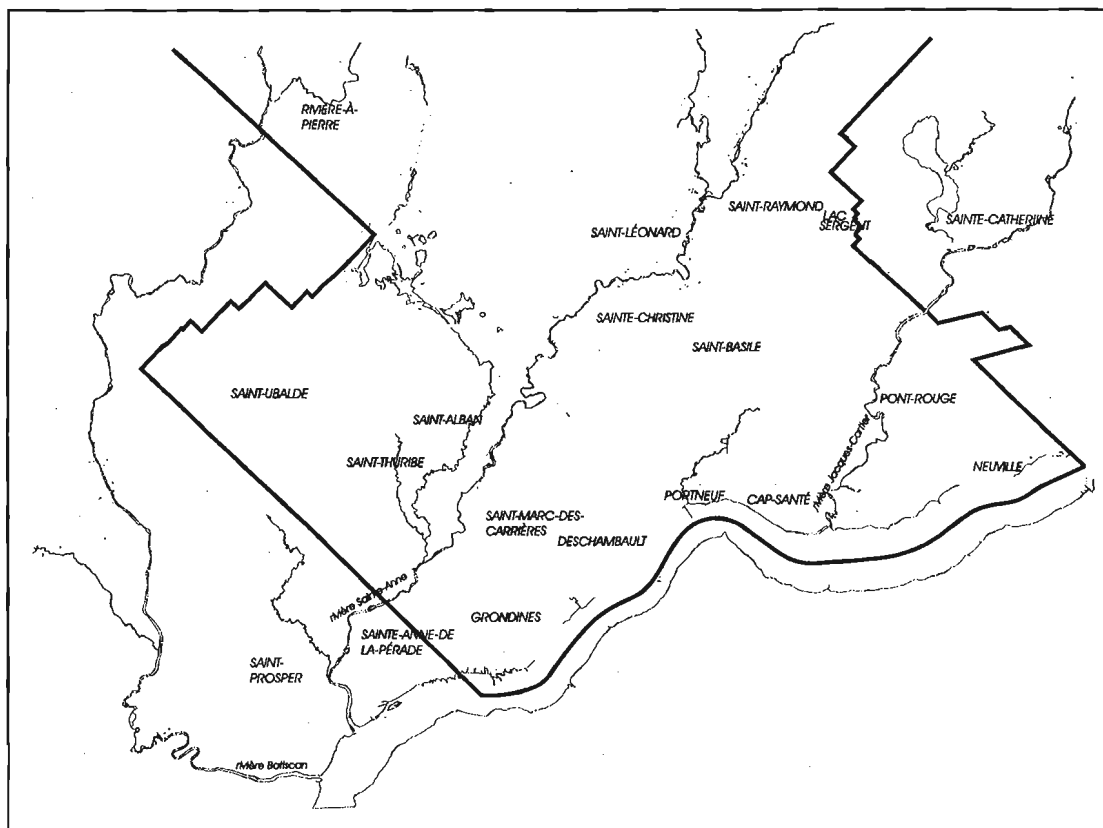 RIVIÈRE-À-
PIERRE
SAINT-RAYMOND
LAC
SERGENT
SAINTE-CATHERIINE
SAINT-LÉONARD
SAINTE-CHRISTINE
SAINT-BASILE
SAINT-UBALDE
SAINT-ALBAN
PONT-ROUGE
rivière Jacques-Cartier
SAINT-THURIBE
NEUVILLE
PORTNEUF
CAP-SANTÉ
SAINT-MARC-DES-
CARRIÈRES
DESCHAMBAULT
rivière Sainte-Anne
GRONDINES
SAINTE-ANNE-DE
LA-PÉRADE
SAINT-
PROSPER
rivière Batiscan